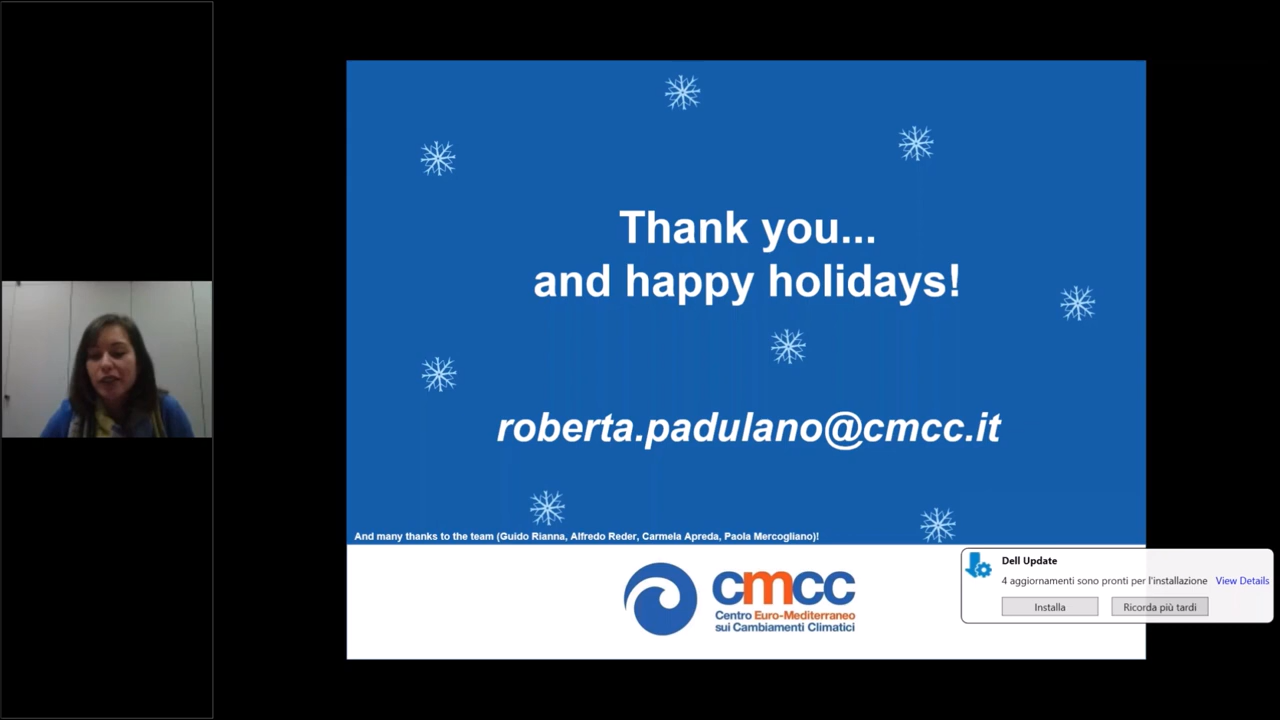 Thank you...
and happy holidays!
roberta.padulano@cmcc.it
And many thanks to the team (Guido Rianna, Alfredo Reder, Carmela Apreda, Paola Mercogliano)!
cmcc
Centro Euro-Mediterraneo
sui Cambiamenti Climatici
Dell Update
4 aggiornamenti sono pronti per l'installazione View Details
Installa Ricorda più tardi